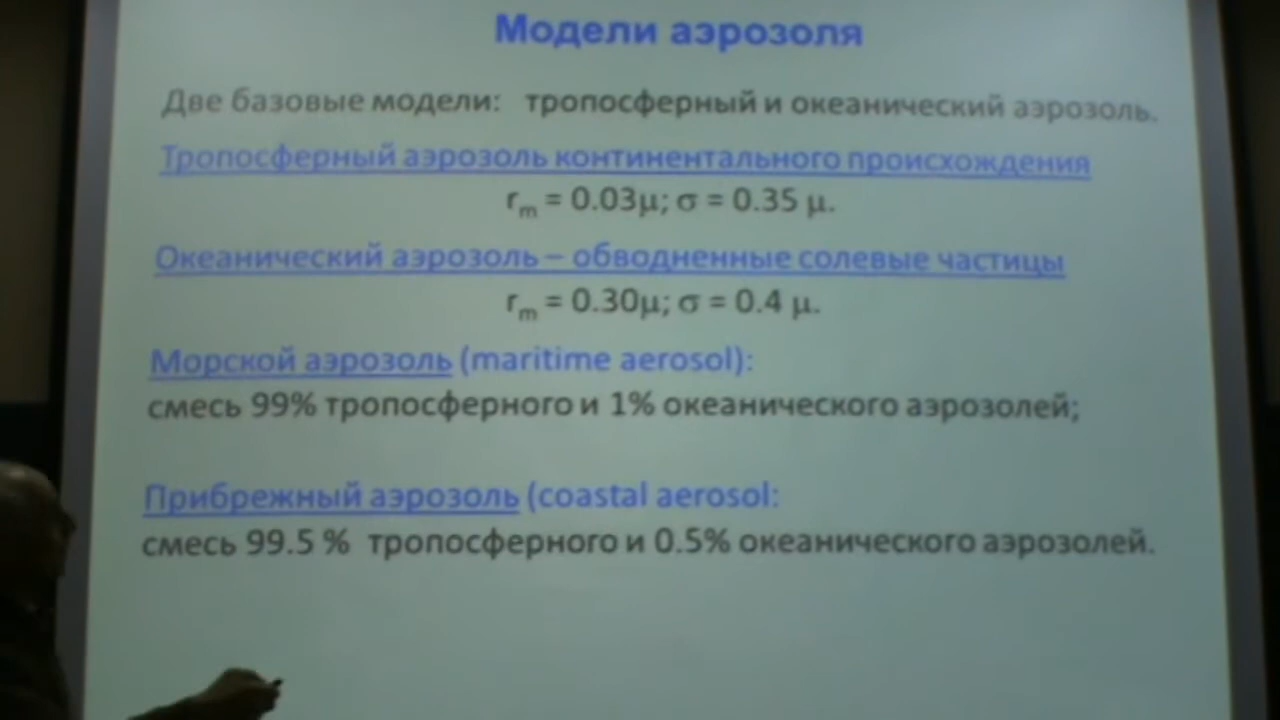 Модели аэрозоля
Две базовые модели: тропосферный и океанический аэрозоль.
Тропосферный аэрозоль континентального происхождения
rm = 0.03μ; σ = 0.35 μ.
Океанический аэрозоль – обводненные солевые частицы
rm = 0.30μ; σ = 0.4 μ.
Морской аэрозоль (maritime aerosol):
смесь 99% тропосферного и 1% океанического аэрозолей;
Прибрежный аэрозоль (coastal aerosol:
смесь 99.5 % тропосферного и 0.5% океанического аэрозолей.